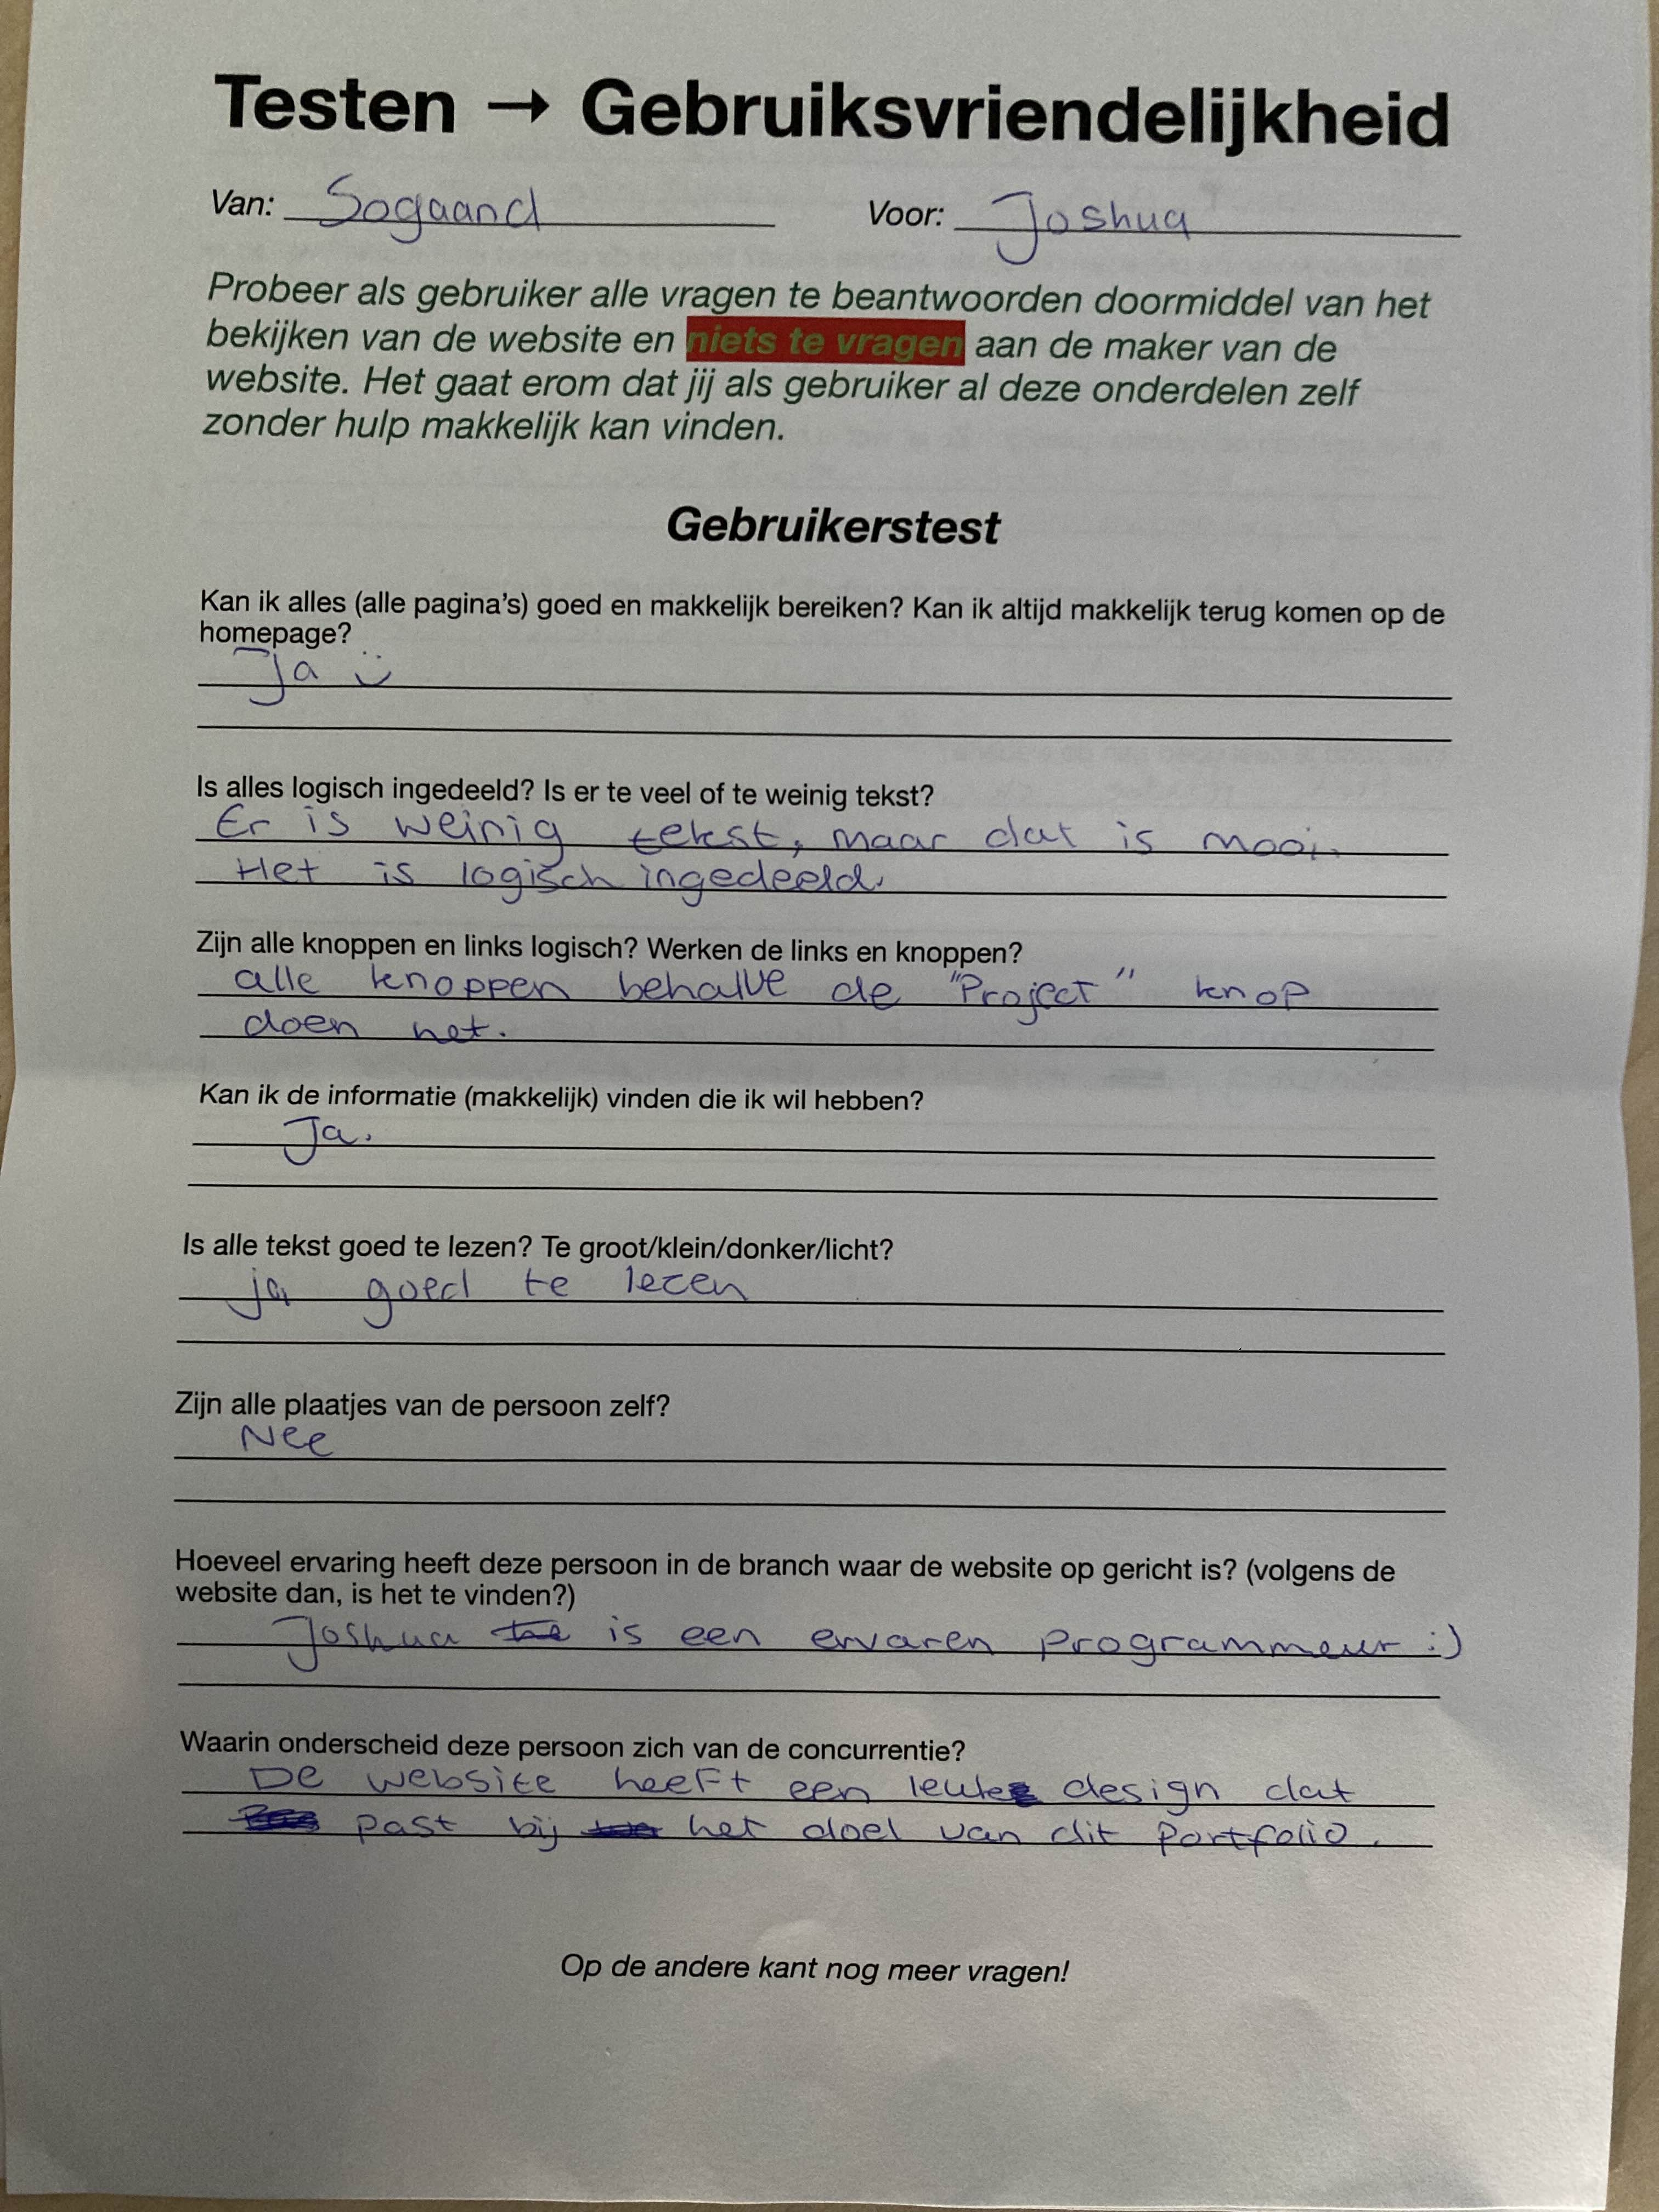 Testen → Gebruiksvriendelijkheid
Van: Sogaand Voor: Joshua
Probeer als gebruiker alle vragen te beantwoorden doormiddel van het
bekijken van de website en niets te vragen aan de maker van de
website. Het gaat erom dat jij als gebruiker al deze onderdelen zelf
zonder hulp makkelijk kan vinden.
Gebruikerstest
Kan ik alles (alle pagina's) goed en makkelijk bereiken? Kan ik altijd makkelijk terug komen op de
homepage?
Ja
Is alles logisch ingedeeld? Is er te veel of te weinig tekst?
Er is weinig tekst, maar dat is mooi.
Het is logisch ingedeeld.
Zijn alle knoppen en links logisch? Werken de links en knoppen?
alle knoppen behalve de "Project" knop
doen het.
Kan ik de informatie (makkelijk) vinden die ik wil hebben?
Ja.
Is alle tekst goed te lezen? Te groot/klein/donker/licht?
ja goed te lezen
Zijn alle plaatjes van de persoon zelf?
Nee
Hoeveel ervaring heeft deze persoon in de branch waar de website op gericht is? (volgens de
website dan, is het te vinden?)
Joshua is een ervaren programmeur :)
Waarin onderscheid deze persoon zich van de concurrentie?
De website heeft een leuke design dat
past bij het doel van dit portfolio.
Op de andere kant nog meer vragen!